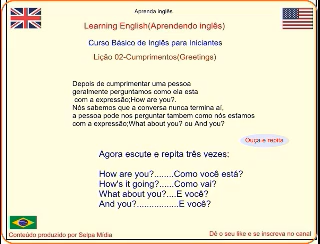 Aprenda inglês
Learning English(Aprendendo inglês)
Curso Básico de Inglês para Iniciantes
Lição 02-Cumprimentos(Greetings)
Depois de cumprimentar uma pessoa
geralmente perguntamos como ela esta
com a expressão;How are you?.
Nós sabemos que a conversa nunca termina aí,
a pessoa pode nos perguntar tambem como nós estamos
com a expressão;What about you? ou And you?
Ouça e repita
Agora escute e repita três vezes:
How are you?........Como você está?
How's it going?......Como vai?
What about you?....E você?
And you?................E você?
Conteúdo produzido por Selpa Mídia
Dê o seu like e se inscreva no canal